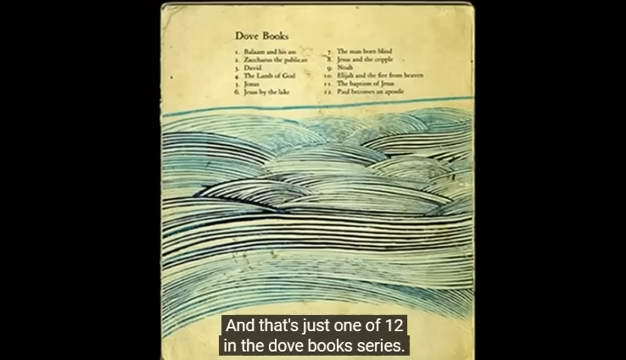 Dove Books
1. Balaam and his ass
2. Zacchaeus the publican
3. David
4. The Lamb of God
5. Jonas
6. Jesus by the lake
7. The man born blind
8. Jesus and the cripple
9. Noah
10. Elijah and the fire from heaven
11. The baptism of Jesus
12. Paul becomes an apostle
And that's just one of 12
in the dove books series.